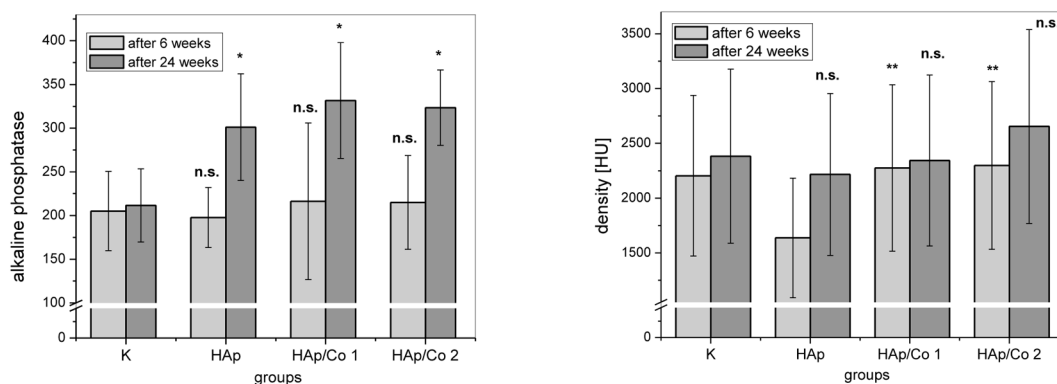 alkaline phosphatase
400
350
300
250
200
150
100
0
after 6 weeks
after 24 weeks
n.s.
*
n.s.
*
n.s.
*
K
HAp
HAp/Co 1
HAp/Co 2
groups
density [HU]
3500
3000
2500
2000
1500
0
after 6 weeks
after 24 weeks
n.s.
**
n.s.
**
n.s
K
HAp
HAp/Co 1
HAp/Co 2
groups